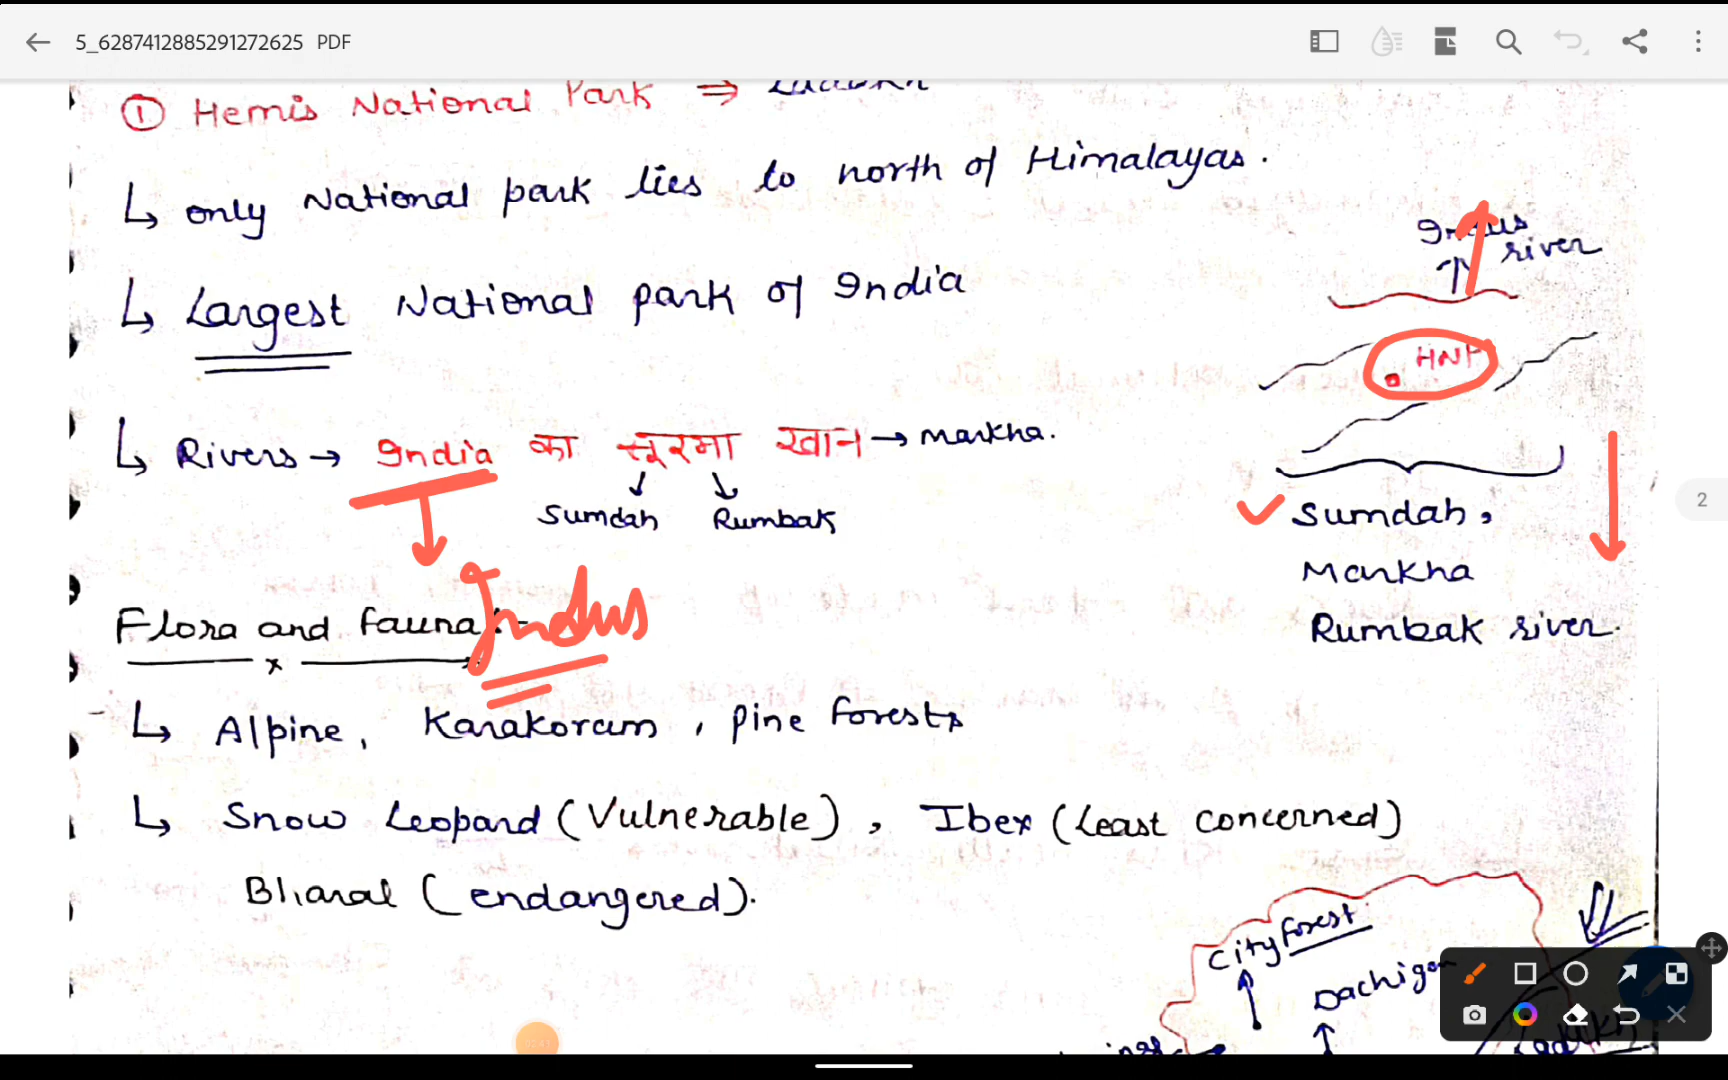 5_6287412885291272625 PDF
① Hemis National Park ⇒
↳ only National park lies to north of Himalayas.
↳ Largest National park of India
↳ Rivers → India का सूरमा खान → Markha.
Sumdah Rumbak
Indus
Flora and fauna:-
↳ Alpine, Karakoram, pine forests
↳ Snow Leopard (Vulnerable), Ibex (Least concerned)
Bharal (endangered).
Indus
river
HNP
Sumdah,
Markha
Rumbak river.
2
City forest
Dachigam